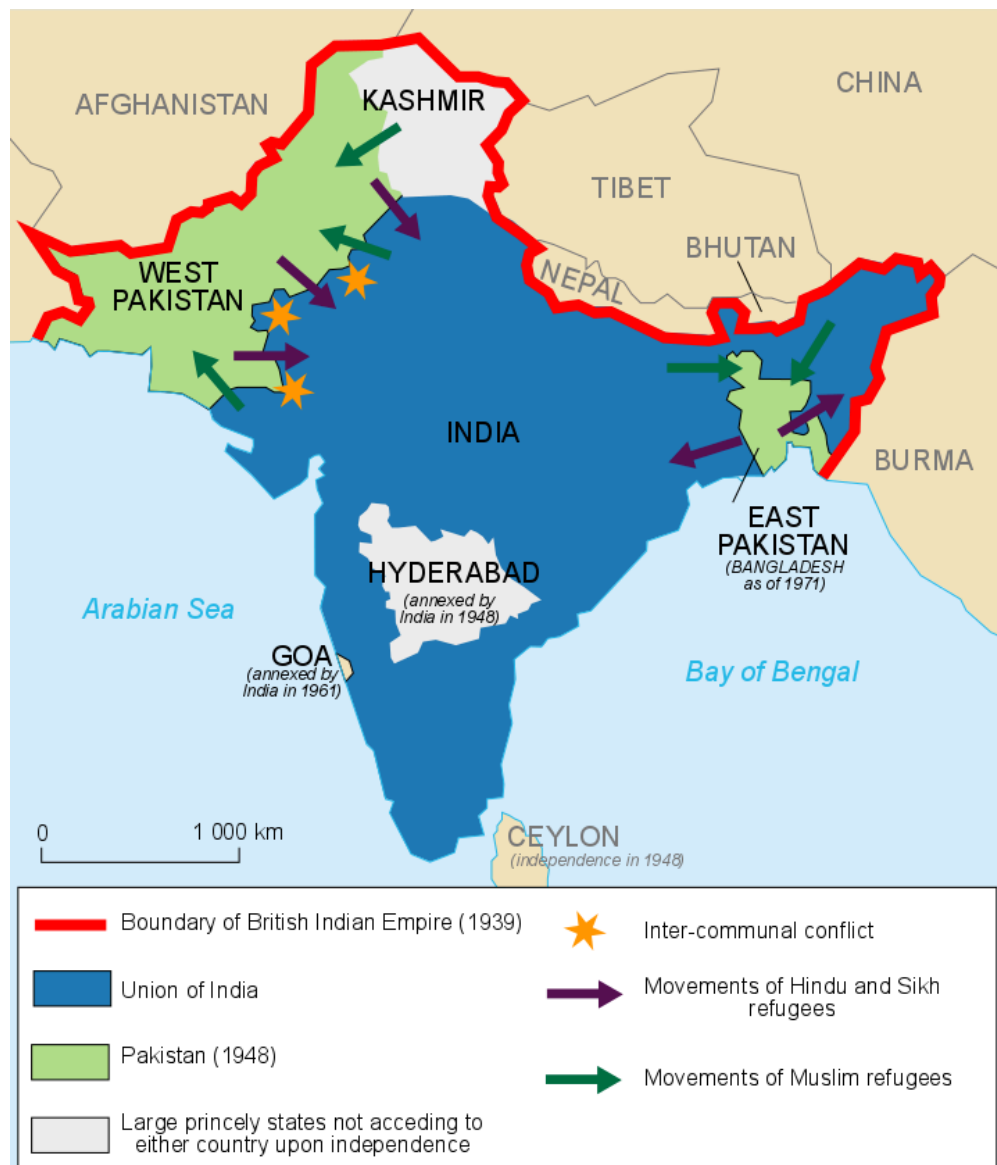 CHINA
AFGHANISTAN
KASHMIR
TIBET
BHUTAN
NEPAL
WEST
PAKISTAN
INDIA
BURMA
EAST
PAKISTAN
(BANGLADESH
as of 1971)
HYDERABAD
(annexed by
India in 1948)
Arabian Sea
GOA
(annexed by
India in 1961)
Bay of Bengal
0 1 000 km
CEYLON
(independence in 1948)
Boundary of British Indian Empire (1939)
Union of India
Pakistan (1948)
Large princely states not acceding to
either country upon independence
Inter-communal conflict
Movements of Hindu and Sikh
refugees
Movements of Muslim refugees